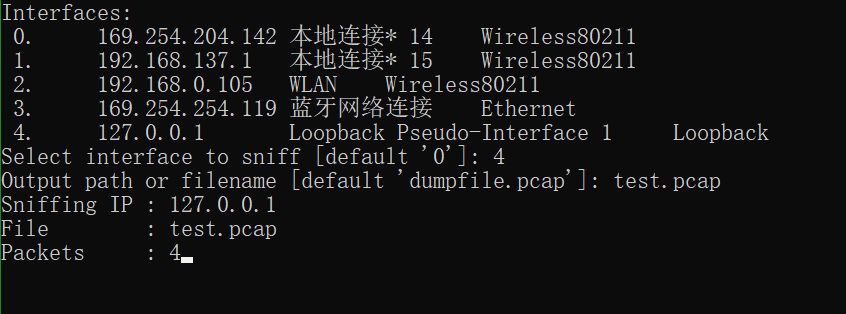 Interfaces:
0. 169.254.204.142 本地连接* 14 Wireless80211
1. 192.168.137.1 本地连接* 15 Wireless80211
2. 192.168.0.105 WLAN Wireless80211
3. 169.254.254.119 蓝牙网络连接 Ethernet
4. 127.0.0.1 Loopback Pseudo-Interface 1 Loopback
Select interface to sniff [default '0']: 4
Output path or filename [default 'dumpfile.pcap']: test.pcap
Sniffing IP : 127.0.0.1
File : test.pcap
Packets : 4